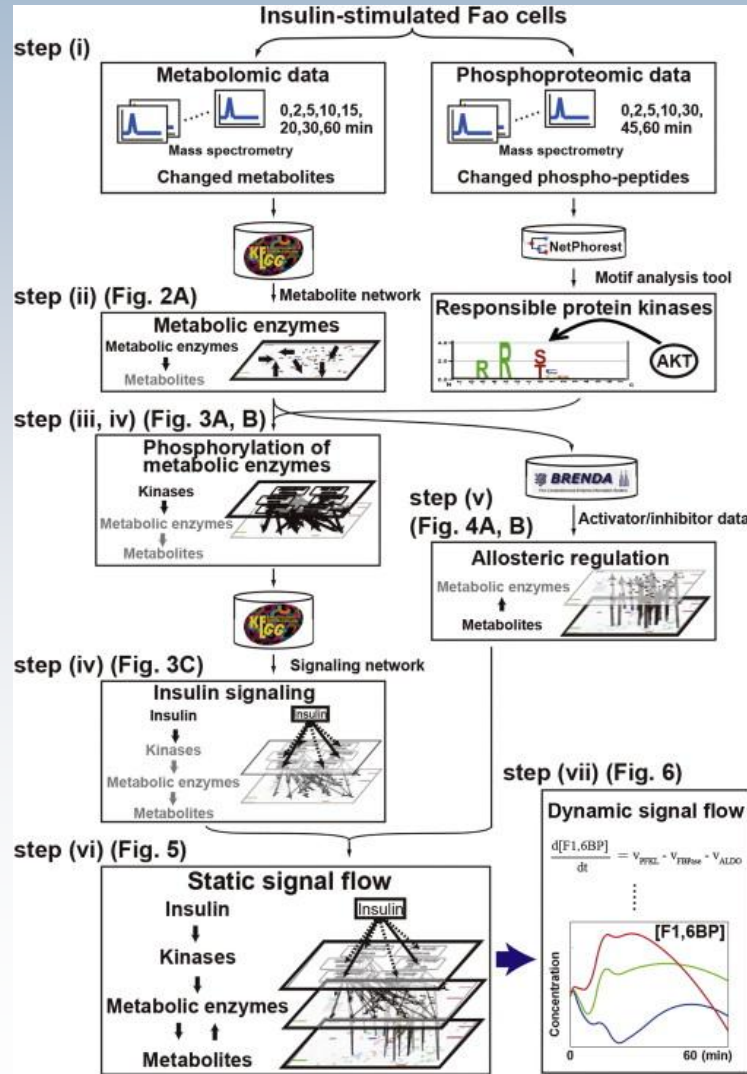 Insulin-stimulated Fao cells
step (i)
Metabolomic data
0,2,5,10,15,
20,30,60 min
Mass spectrometry
Changed metabolites
Phosphoproteomic data
0,2,5,10,30,
45,60 min
Mass spectrometry
Changed phospho-peptides
KEGG
NetPhorest
Metabolite network
Motif analysis tool
step (ii) (Fig. 2A)
Metabolic enzymes
Metabolic enzymes
Metabolites
Responsible protein kinases
R R S
T
AKT
step (iii, iv) (Fig. 3A, B)
Phosphorylation of
metabolic enzymes
Kinases
Metabolic enzymes
Metabolites
BRENDA
step (v)
(Fig. 4A, B)
Activator/inhibitor data
Allosteric regulation
Metabolic enzymes
Metabolites
KEGG
step (iv) (Fig. 3C)
Signaling network
Insulin signaling
Insulin
Kinases
Metabolic enzymes
Metabolites
Insulin
step (vi) (Fig. 5)
Static signal flow
Insulin
Kinases
Metabolic enzymes
Metabolites
Insulin
step (vii) (Fig. 6)
Dynamic signal flow
d[F1,6BP]
dt
= vPFKL - vFBPase - vALDO
[F1,6BP]
Concentration
0 60 (min)